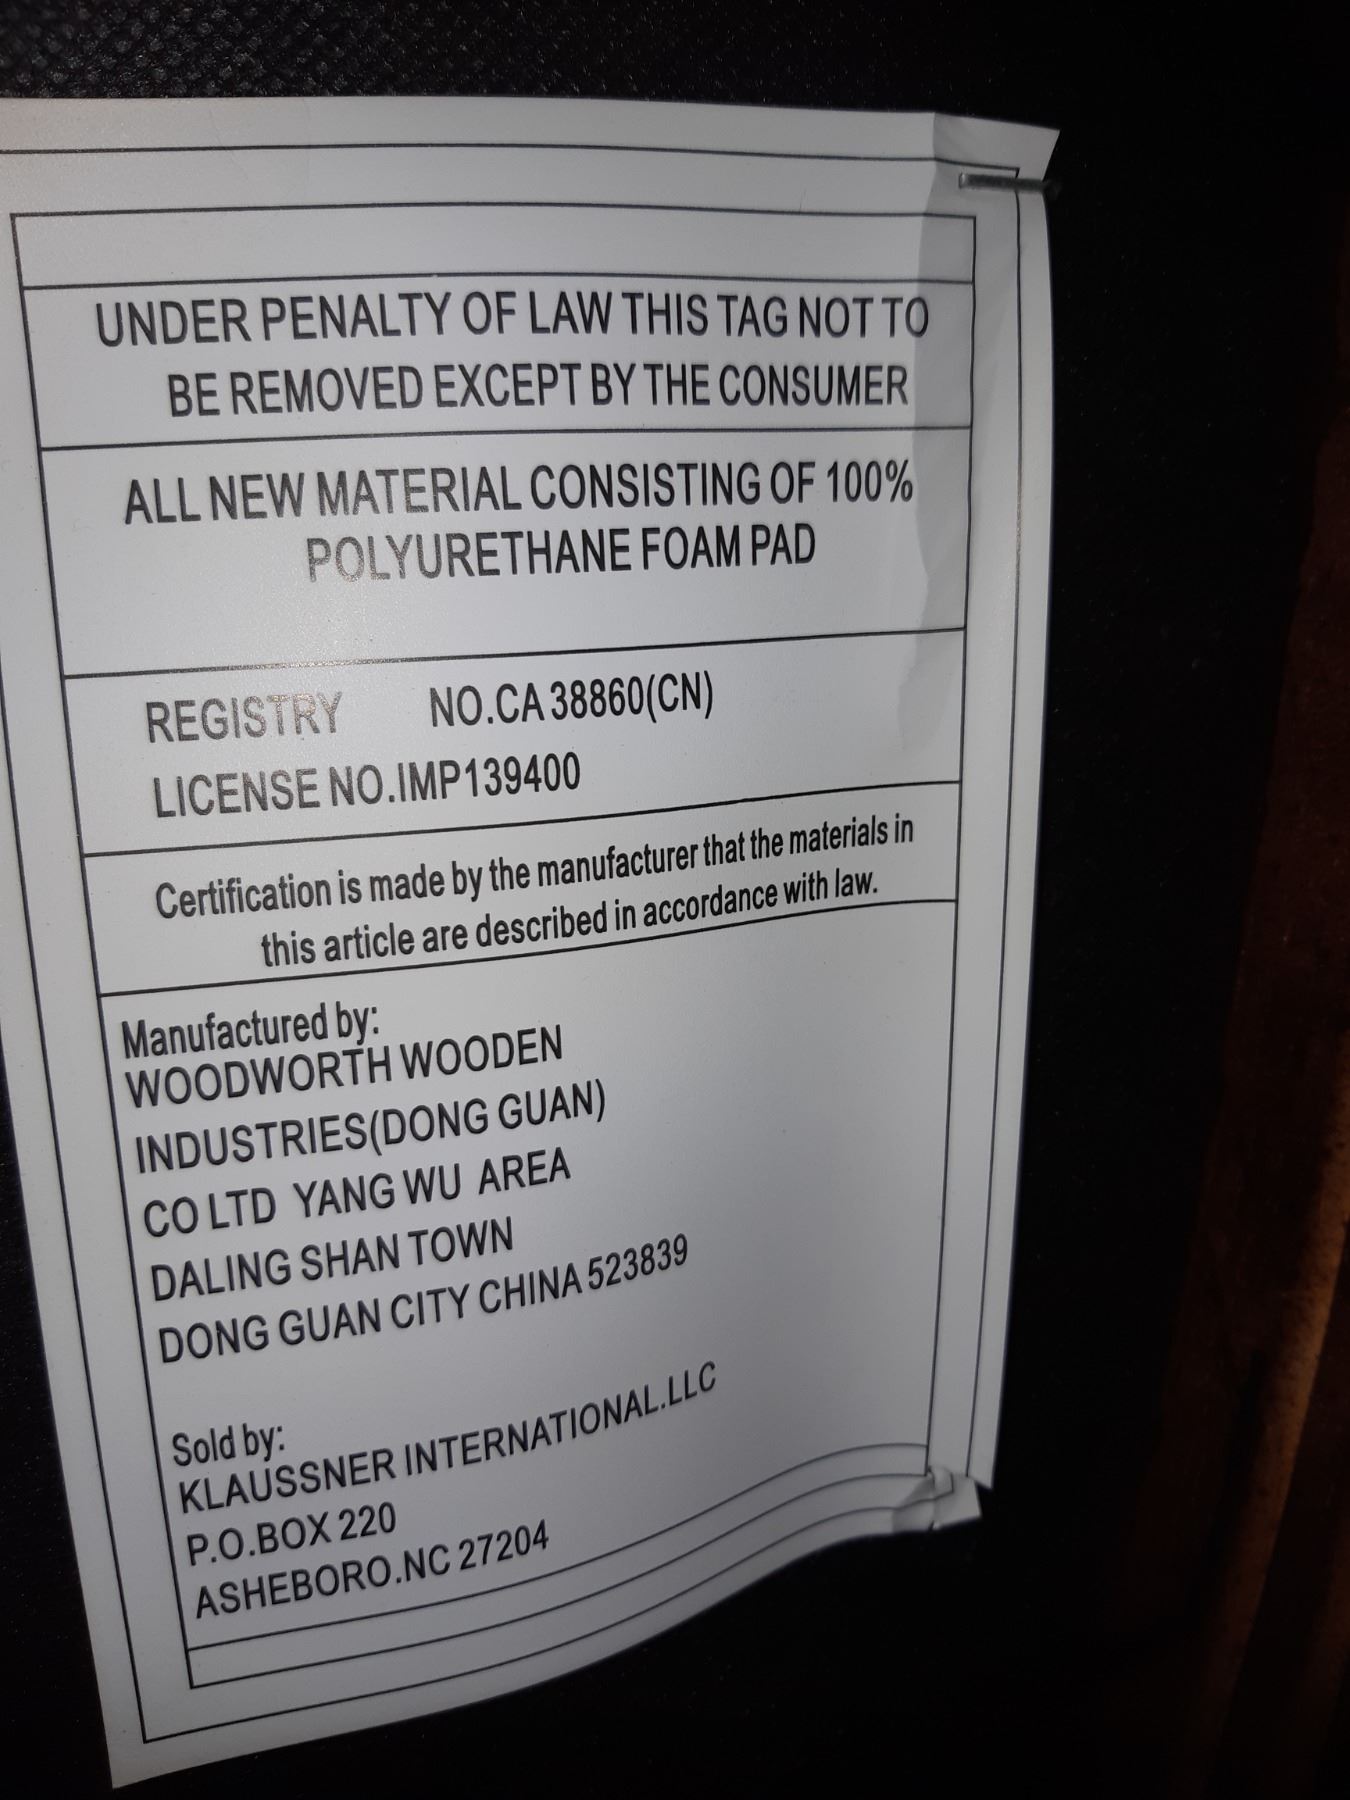 UNDER PENALTY OF LAW THIS TAG NOT TO
BE REMOVED EXCEPT BY THE CONSUMER
ALL NEW MATERIAL CONSISTING OF 100%
POLYURETHANE FOAM PAD
REGISTRY NO.CA 38860(CN)
LICENSE NO.IMP139400
Certification is made by the manufacturer that the materials in
this article are described in accordance with law.
Manufactured by:
WOODWORTH WOODEN
INDUSTRIES(DONG GUAN)
CO LTD YANG WU AREA
DALING SHAN TOWN
DONG GUAN CITY CHINA 523839
Sold by:
KLAUSSNER INTERNATIONAL.LLC
P.O.BOX 220
ASHEBORO.NC 27204